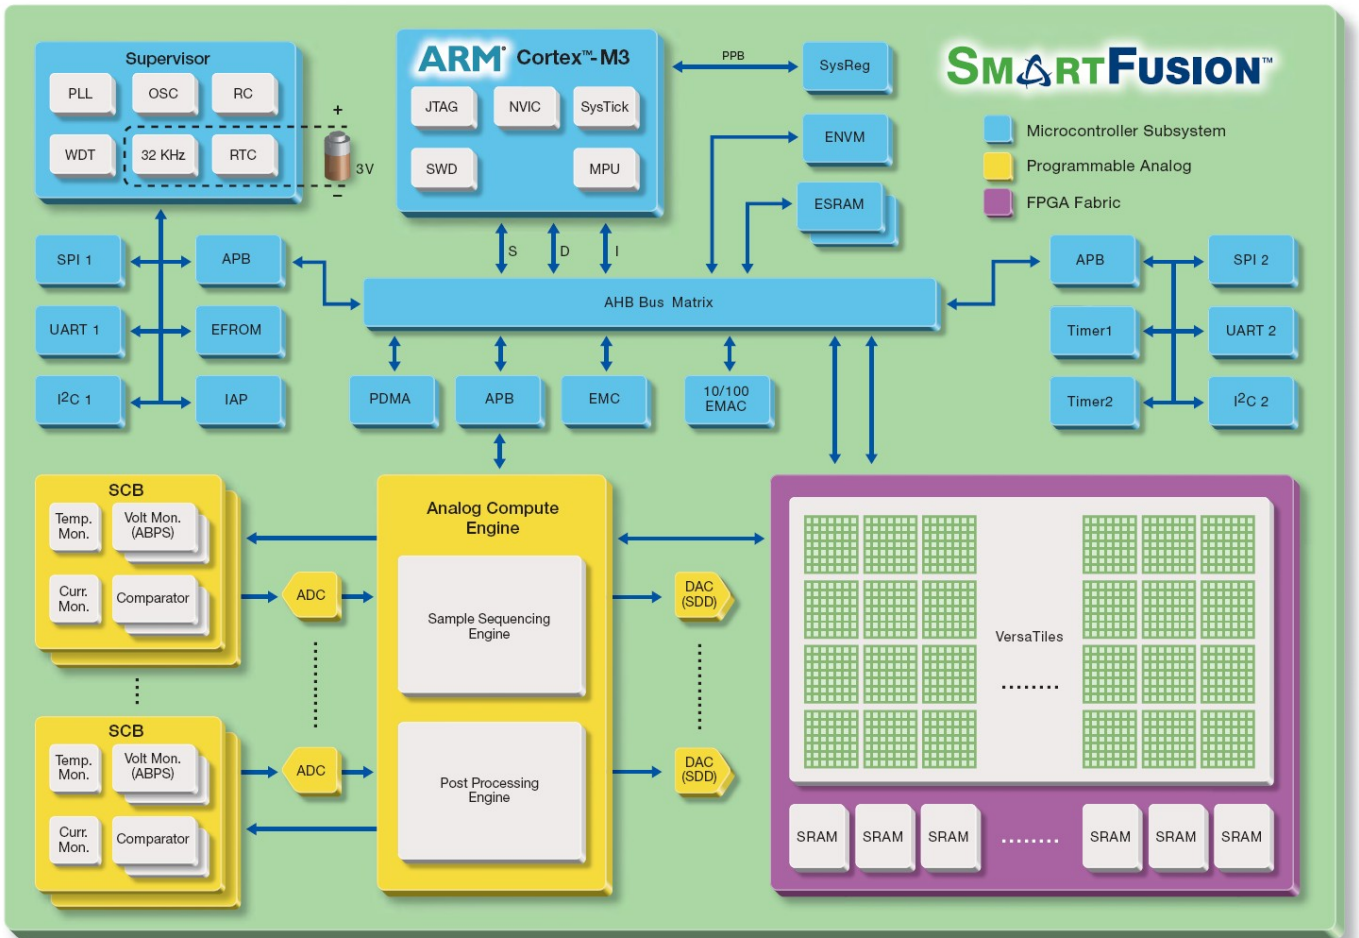 Supervisor
PLL
OSC
RC
WDT
32 KHz
RTC
+
3V
–
ARM® Cortex™-M3
JTAG
NVIC
SysTick
SWD
MPU
PPB
SysReg
ENVM
ESRAM
SMARTFUSION™
Microcontroller Subsystem
Programmable Analog
FPGA Fabric
S
D
I
SPI 1
APB
UART 1
EFROM
I²C 1
IAP
AHB Bus Matrix
APB
SPI 2
Timer1
UART 2
Timer2
I²C 2
PDMA
APB
EMC
10/100
EMAC
SCB
Temp.
Mon.
Volt Mon.
(ABPS)
Curr.
Mon.
Comparator
ADC
SCB
Temp.
Mon.
Volt Mon.
(ABPS)
Curr.
Mon.
Comparator
ADC
Analog Compute
Engine
Sample Sequencing
Engine
Post Processing
Engine
DAC
(SDD)
DAC
(SDD)
VersaTiles
SRAM
SRAM
SRAM
SRAM
SRAM
SRAM